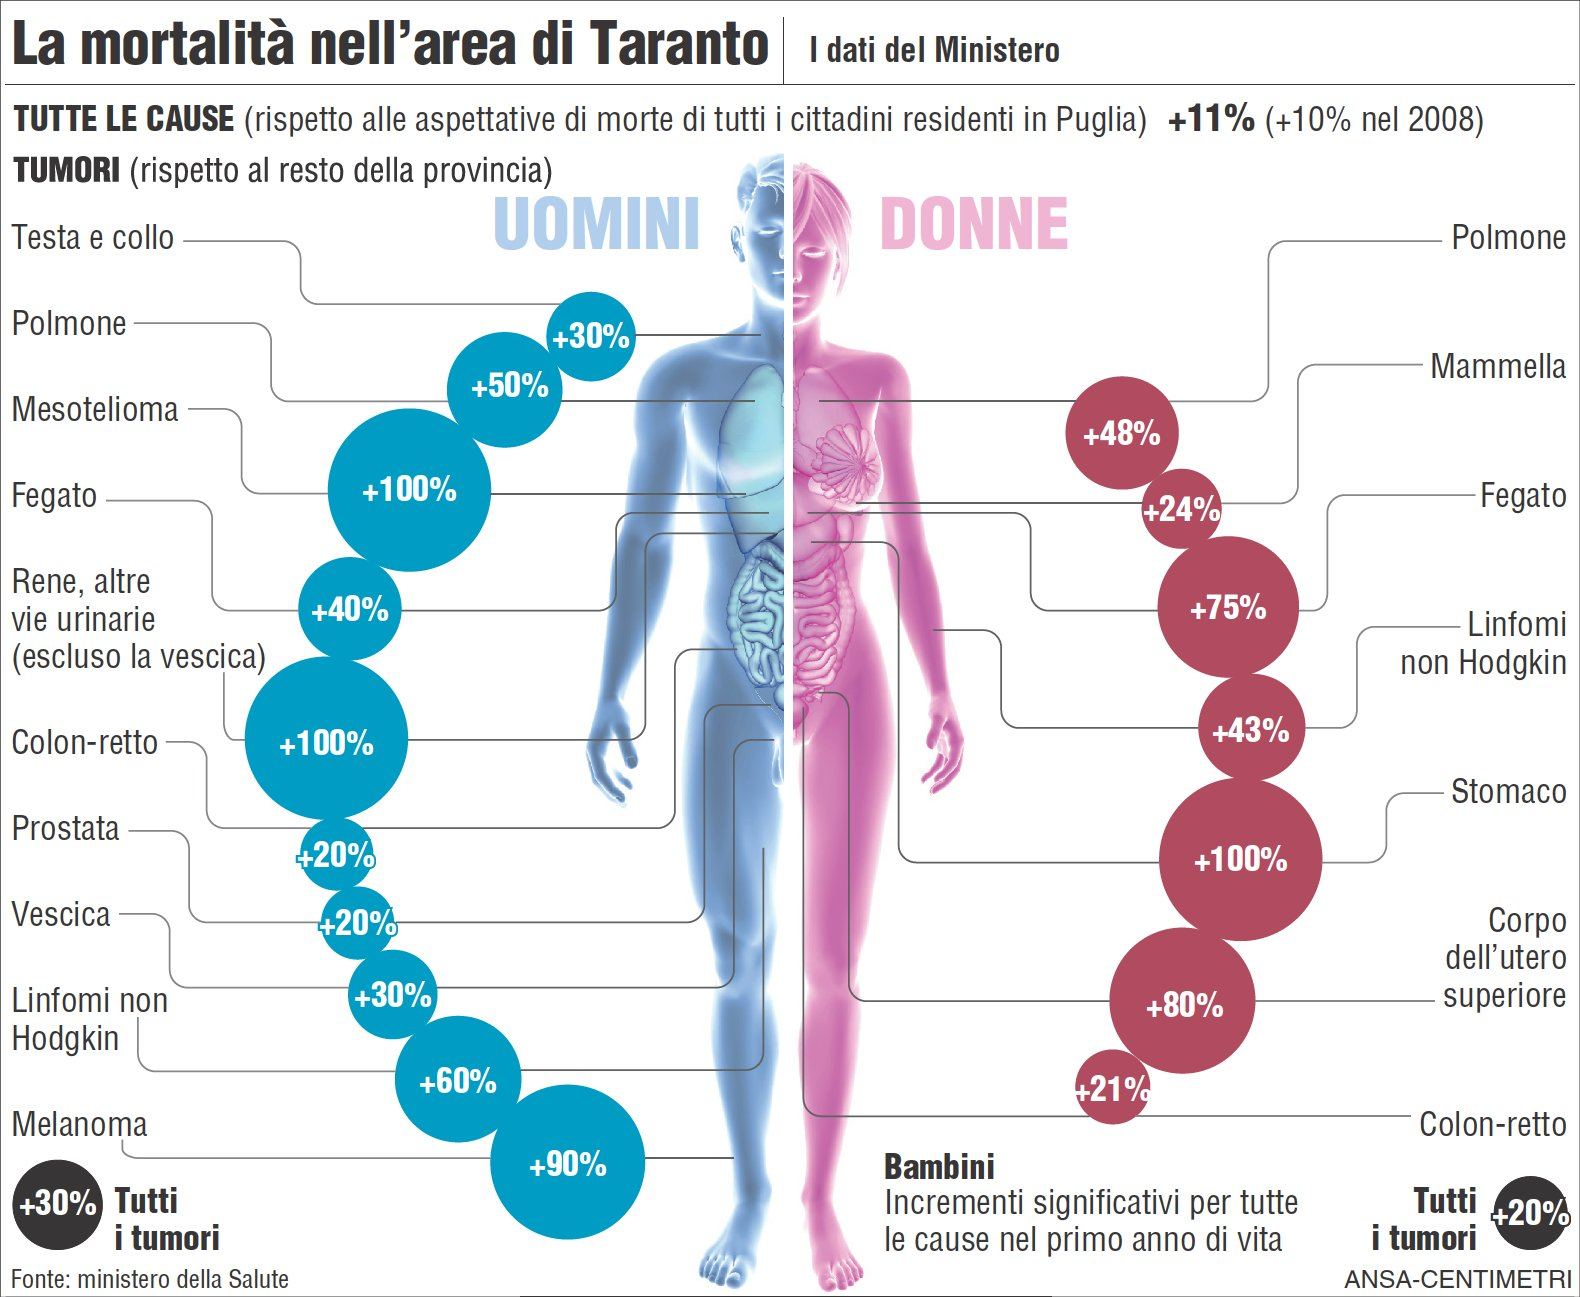 La mortalità nell'area di Taranto
I dati del Ministero
TUTTE LE CAUSE (rispetto alle aspettative di morte di tutti i cittadini residenti in Puglia) +11% (+10% nel 2008)
TUMORI (rispetto al resto della provincia)
UOMINI
Testa e collo
+30%
Polmone
+50%
Mesotelioma
+100%
Fegato
+40%
Rene, altre
vie urinarie
(escluso la vescica)
+100%
Colon-retto
+20%
Prostata
+20%
Vescica
+30%
Linfomi non
Hodgkin
+60%
Melanoma
+90%
+30%
Tutti
i tumori
Fonte: ministero della Salute
DONNE
Polmone
+48%
Mammella
+24%
Fegato
+75%
Linfomi
non Hodgkin
+43%
Stomaco
+100%
Corpo
dell'utero
superiore
+80%
+21%
Colon-retto
Bambini
Incrementi significativi per tutte
le cause nel primo anno di vita
Tutti
i tumori
+20%
ANSA-CENTIMETRI